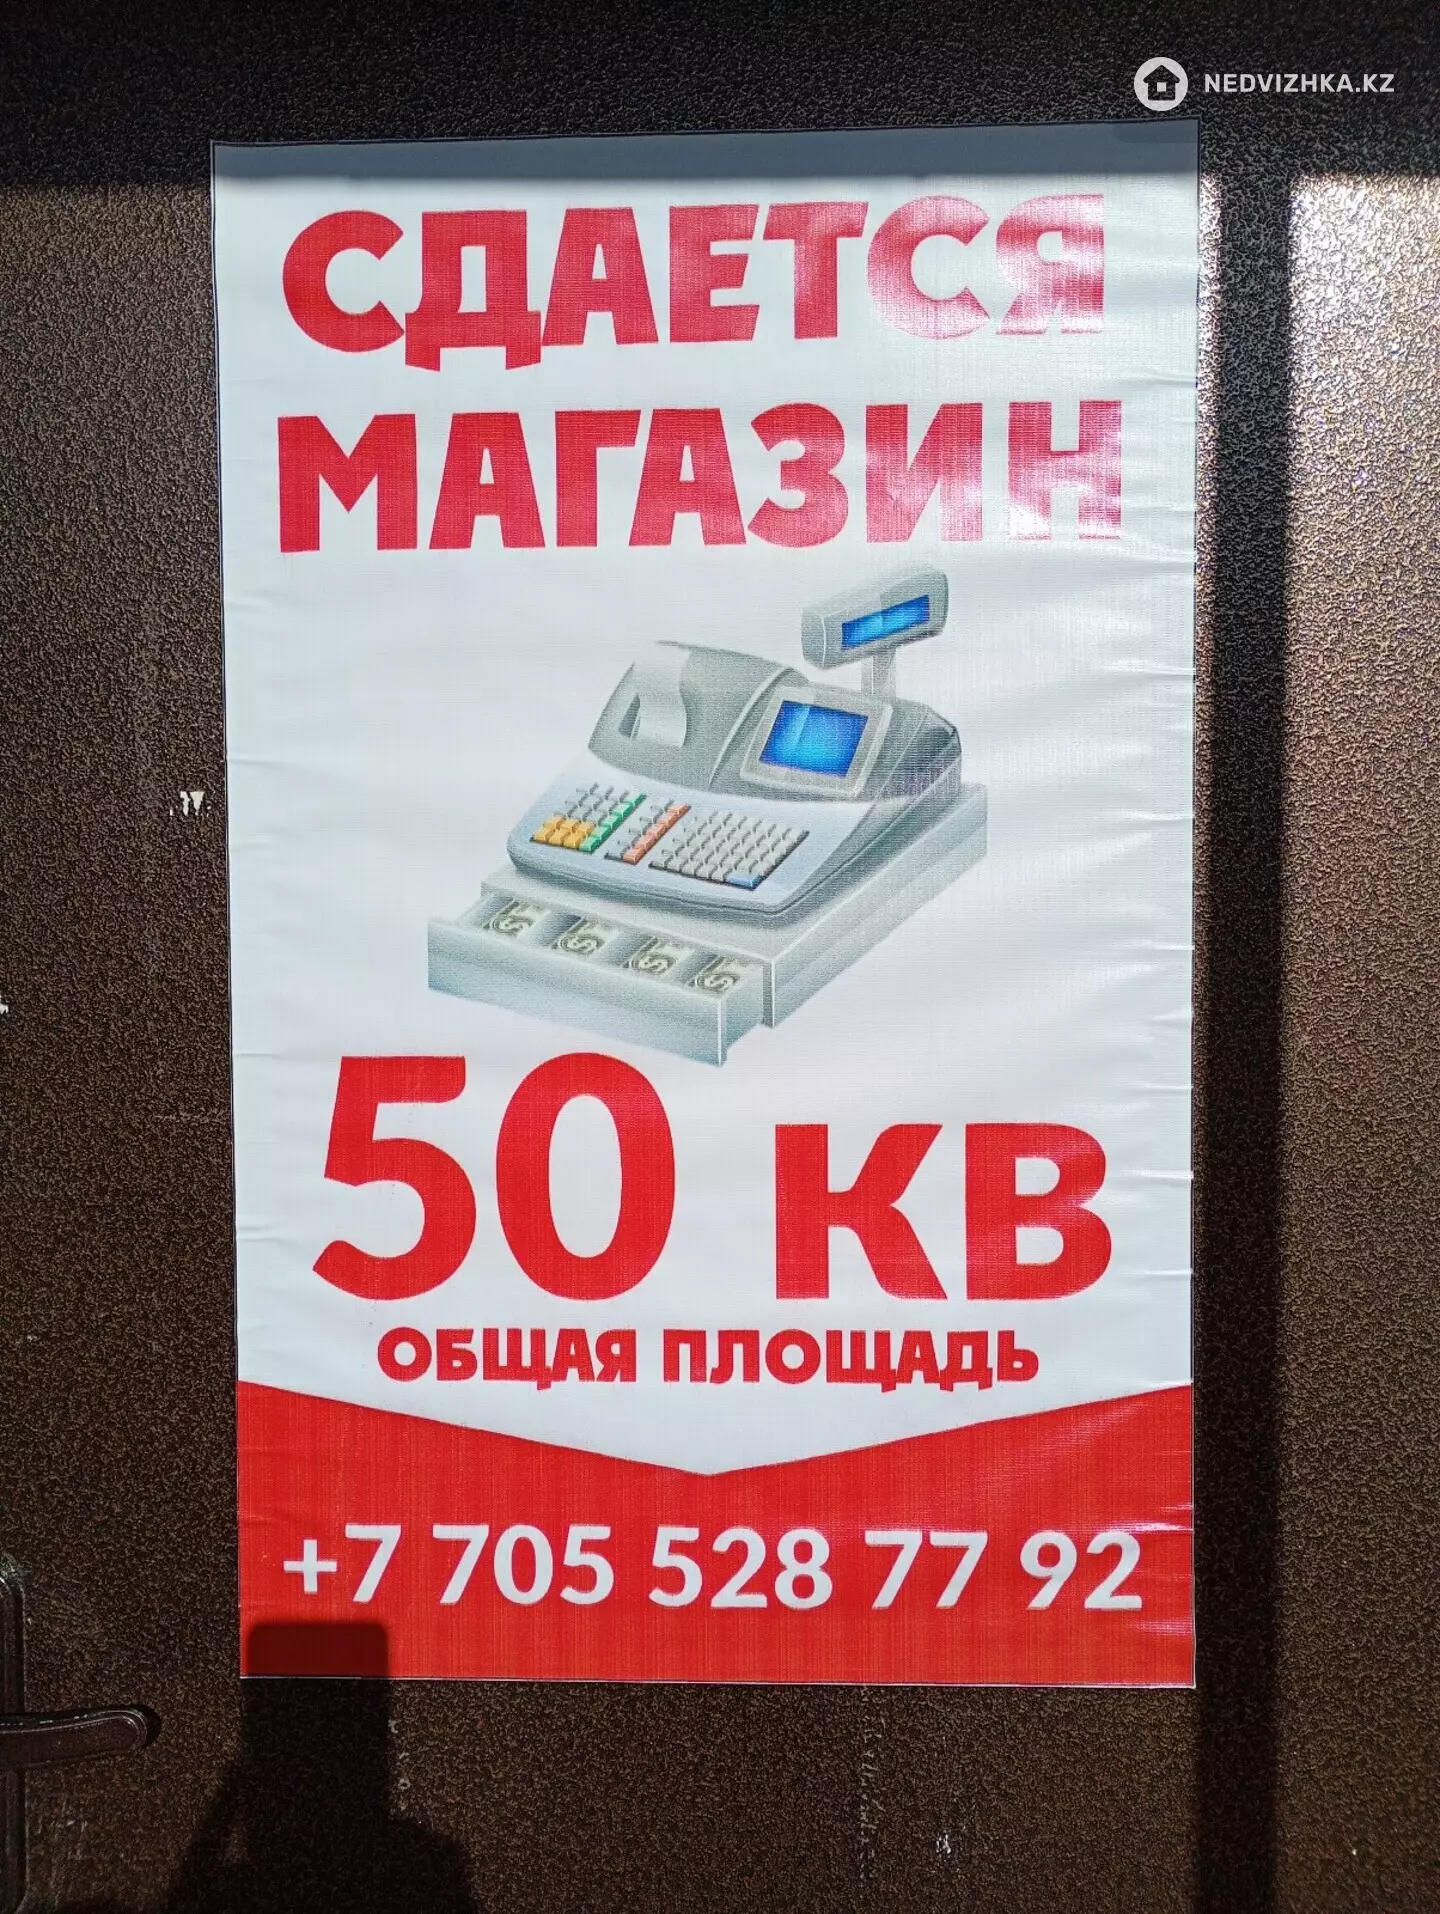 NEDVIZHKA.KZ
СДАЕТСЯ
МАГАЗИН
50 КВ
ОБЩАЯ ПЛОЩАДЬ
+7 705 528 77 92